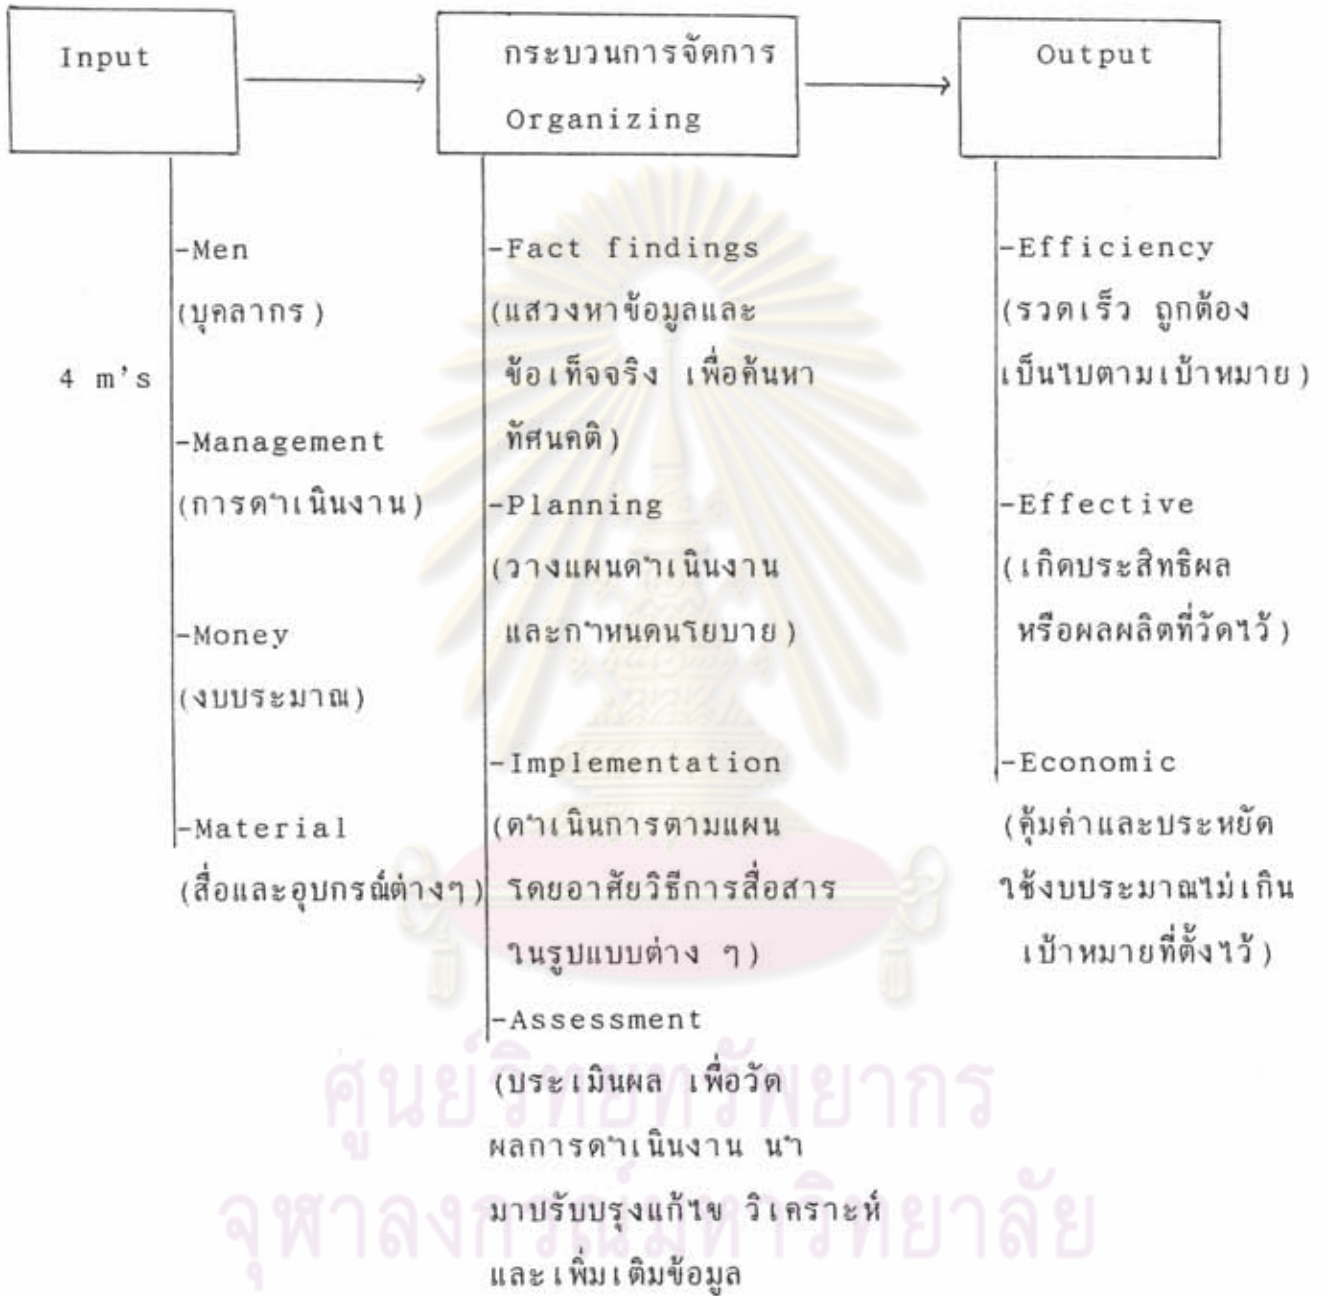 Input
กระบวนการจัดการ
Organizing
Output
4 m's
-Men
(บุคลากร)
-Management
(การดำเนินงาน)
-Money
(งบประมาณ)
-Material
(สื่อและอุปกรณ์ต่างๆ)
-Fact findings
(แสวงหาข้อมูลและ
ข้อเท็จจริง เพื่อค้นหา
ทัศนคติ)
-Planning
(วางแผนดำเนินงาน
และกำหนดนโยบาย)
-Implementation
(ดำเนินการตามแผน
โดยอาศัยวิธีการสื่อสาร
ในรูปแบบต่าง ๆ)
-Assessment
(ประเมินผล เพื่อวัด
ผลการดำเนินงาน นำ
มาปรับปรุงแก้ไข วิเคราะห์
และเพิ่มเติมข้อมูล
-Efficiency
(รวดเร็ว ถูกต้อง
เป็นไปตามเป้าหมาย)
-Effective
(เกิดประสิทธิผล
หรือผลผลิตที่วัดไว้)
-Economic
(คุ้มค่าและประหยัด
ใช้งบประมาณไม่เกิน
เป้าหมายที่ตั้งไว้)
ศูนย์วิทยทรัพยากร
จุฬาลงกรณ์มหาวิทยาลัย